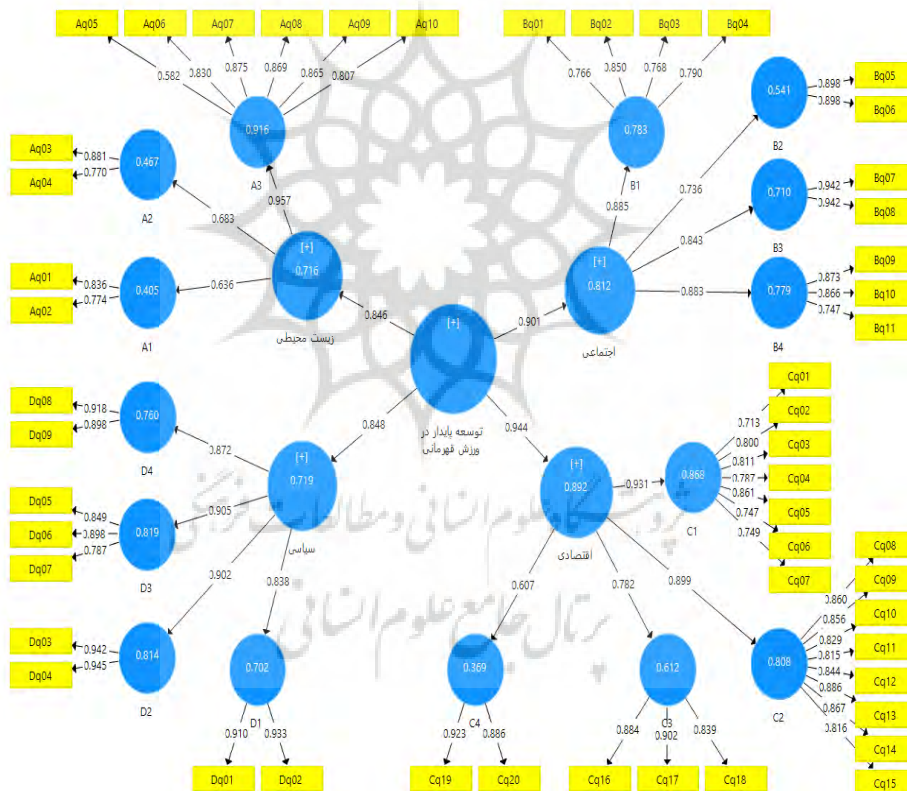 Aq05 Aq06 Aq07 Aq08 Aq09 Aq10 Bq01 Bq02 Bq03 Bq04
0.582 0.830 0.875 0.869 0.865 0.807
0.766 0.850 0.768 0.790
0.916
A3
0.783
B1
0.541
B2
0.898
0.898
Bq05
Bq06
Aq03
Aq04
0.881
0.770
0.467
A2
0.957
0.683
0.885
0.736
0.710
B3
0.942
0.942
Bq07
Bq08
Aq01
Aq02
0.836
0.774
0.405
A1
0.636
[+]
0.716
زیست محیطی
0.843
[+]
0.812
اجتماعی
0.883
0.779
B4
0.873
0.866
0.747
Bq09
Bq10
Bq11
0.846
0.901
[+]
توسعه پایدار در
ورزش قهرمانی
0.848
0.944
Dq08
Dq09
0.918
0.898
0.760
D4
0.872
[+]
0.719
سیاسی
[+]
0.892
اقتصادی
0.931
0.868
C1
0.713
0.800
0.811
0.787
0.861
0.747
0.749
Cq01
Cq02
Cq03
Cq04
Cq05
Cq06
Cq07
Dq05
Dq06
Dq07
0.849
0.898
0.787
0.819
D3
0.905
پژوهشگاه علوم انسانی و مطالعات فرهنگی
0.902
0.838
0.607
0.782
0.899
پرتال جامع علوم انسانی
Dq03
Dq04
0.942
0.945
0.814
D2
0.702
D1
0.910
0.933
Dq01 Dq02
0.369
C4
0.923
0.886
Cq19 Cq20
0.612
C3
0.884
0.902
0.839
Cq16 Cq17 Cq18
0.808
C2
0.860
0.856
0.829
0.815
0.844
0.886
0.867
0.816
Cq08
Cq09
Cq10
Cq11
Cq12
Cq13
Cq14
Cq15